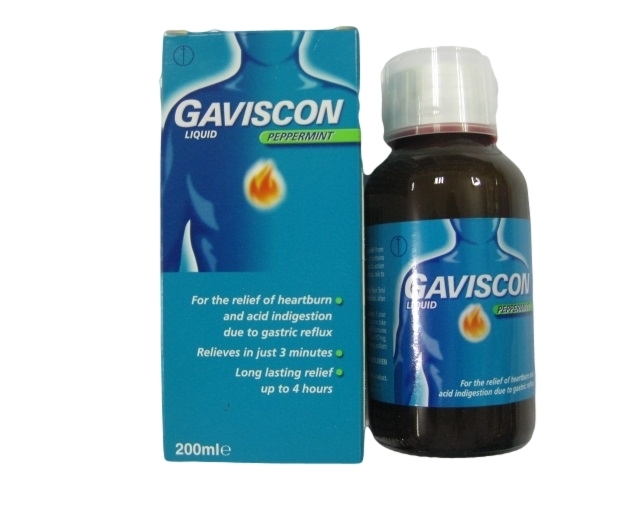 GAVISCON
LIQUID
PEPPERMINT
For the relief of heartburn
and acid indigestion
due to gastric reflux
Relieves in just 3 minutes
Long lasting relief
up to 4 hours
200ml℮
GAVISCON
LIQUID
PEPPERMINT
For the relief of heartburn
acid indigestion due to gastric